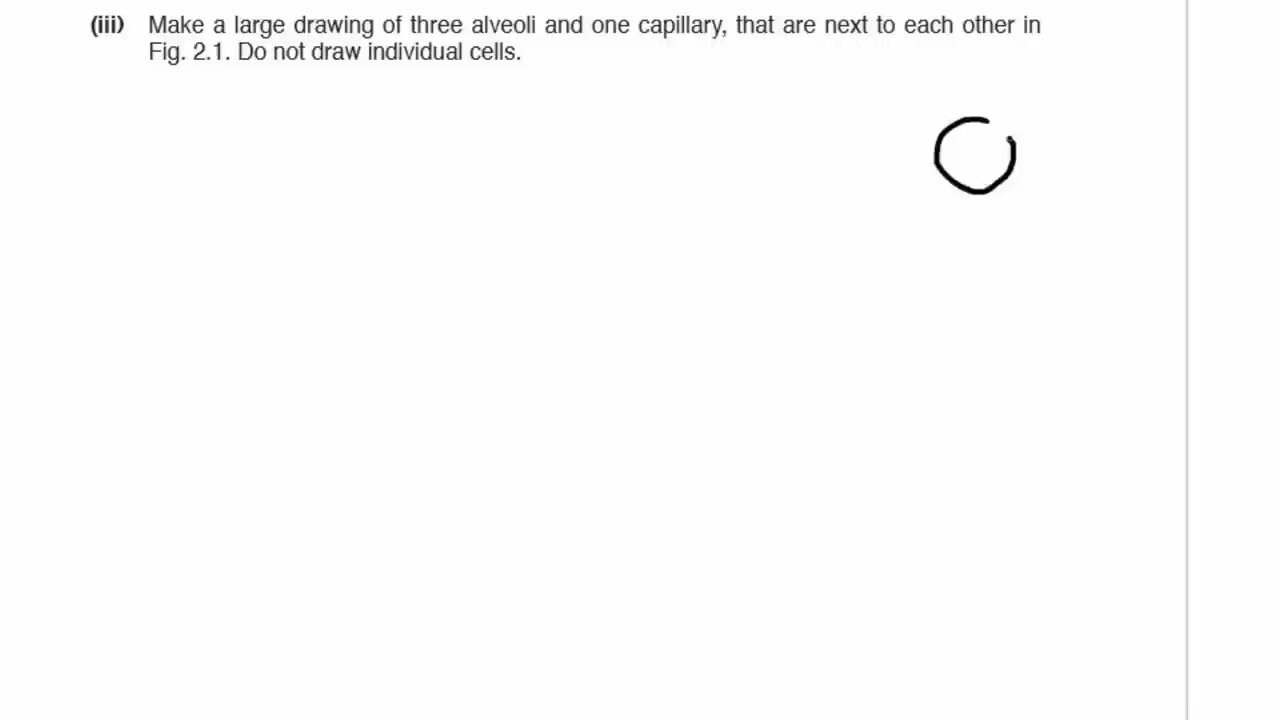 (iii) Make a large drawing of three alveoli and one capillary, that are next to each other in
Fig. 2.1. Do not draw individual cells.